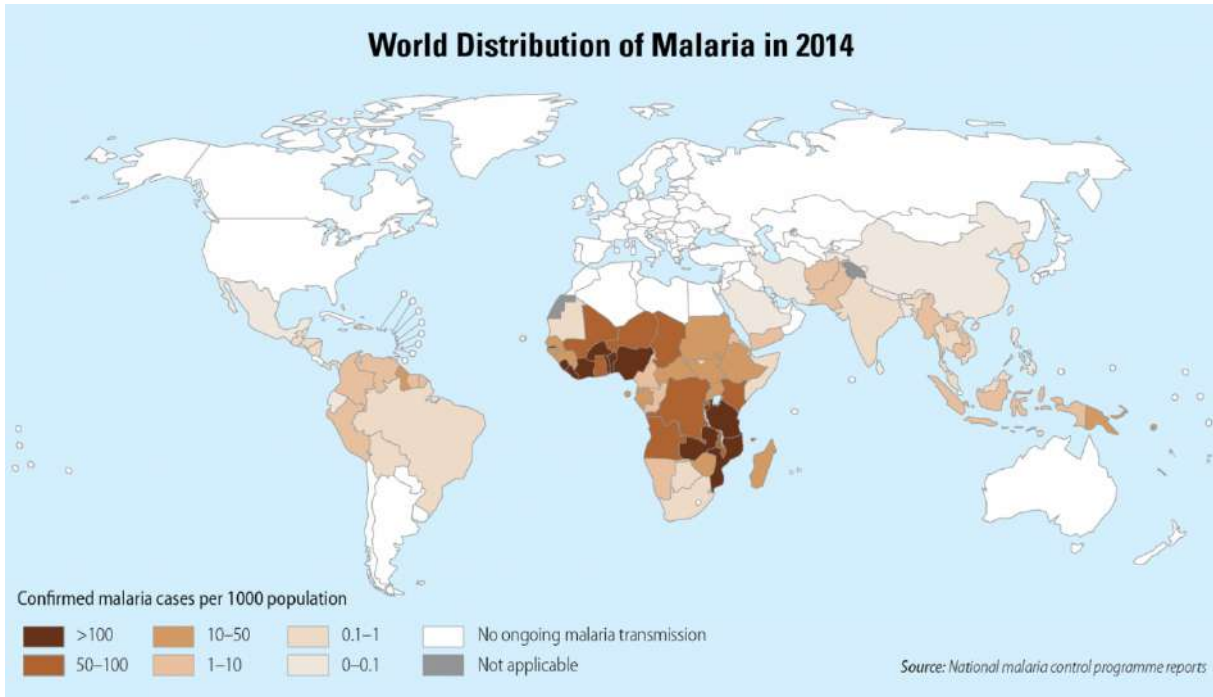 World Distribution of Malaria in 2014
Confirmed malaria cases per 1000 population
>100
10–50
0.1–1
No ongoing malaria transmission
50–100
1–10
0–0.1
Not applicable
Source: National malaria control programme reports